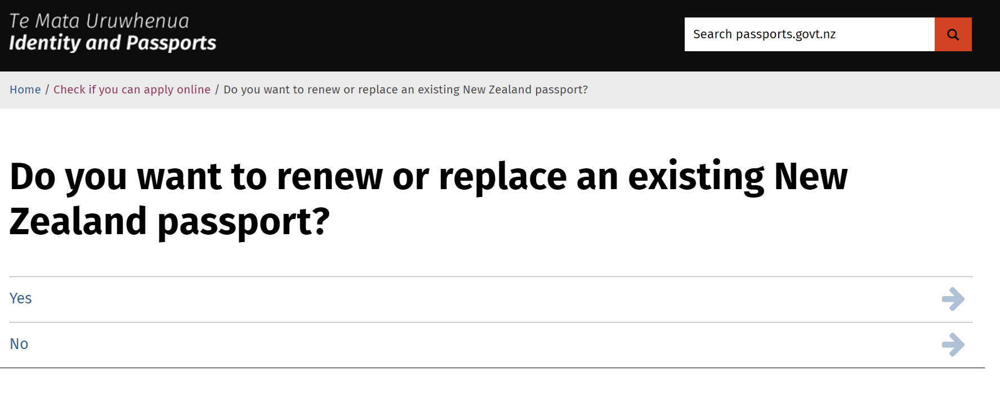 Te Mata Uruwhenua
Identity and Passports
Search passports.govt.nz
Home / Check if you can apply online / Do you want to renew or replace an existing New Zealand passport?
Do you want to renew or replace an existing New
Zealand passport?
Yes
No